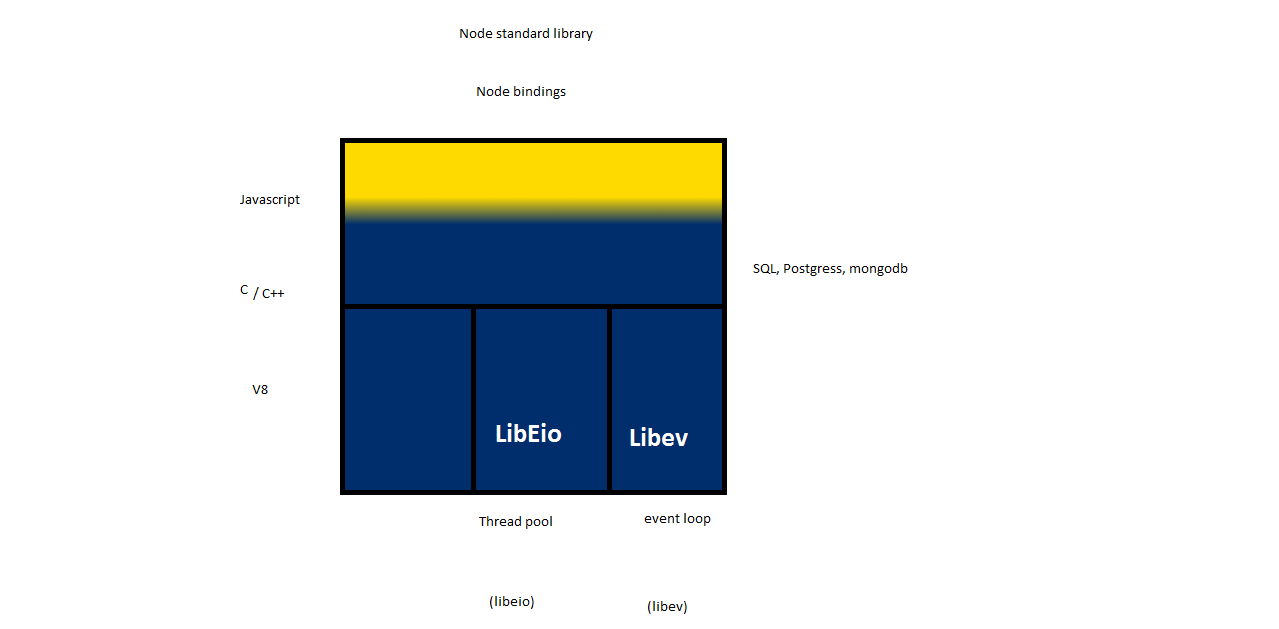 Node standard library
Node bindings
Javascript
SQL, Postgress, mongodb
C / C++
V8
LibEio
Libev
Thread pool
event loop
(libeio)
(libev)